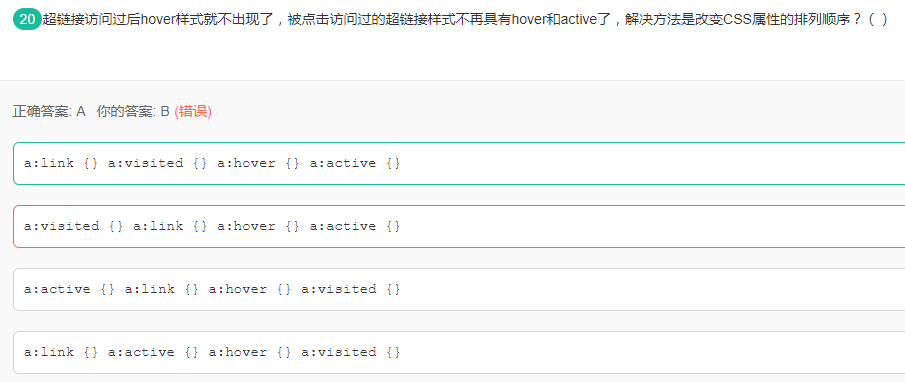 20 超链接访问过后hover样式就不出现了，被点击访问过的超链接样式不再具有hover和active了，解决方法是改变CSS属性的排列顺序？（ ）
正确答案: A 你的答案: B (错误)
a:link {} a:visited {} a:hover {} a:active {}
a:visited {} a:link {} a:hover {} a:active {}
a:active {} a:link {} a:hover {} a:visited {}
a:link {} a:active {} a:hover {} a:visited {}